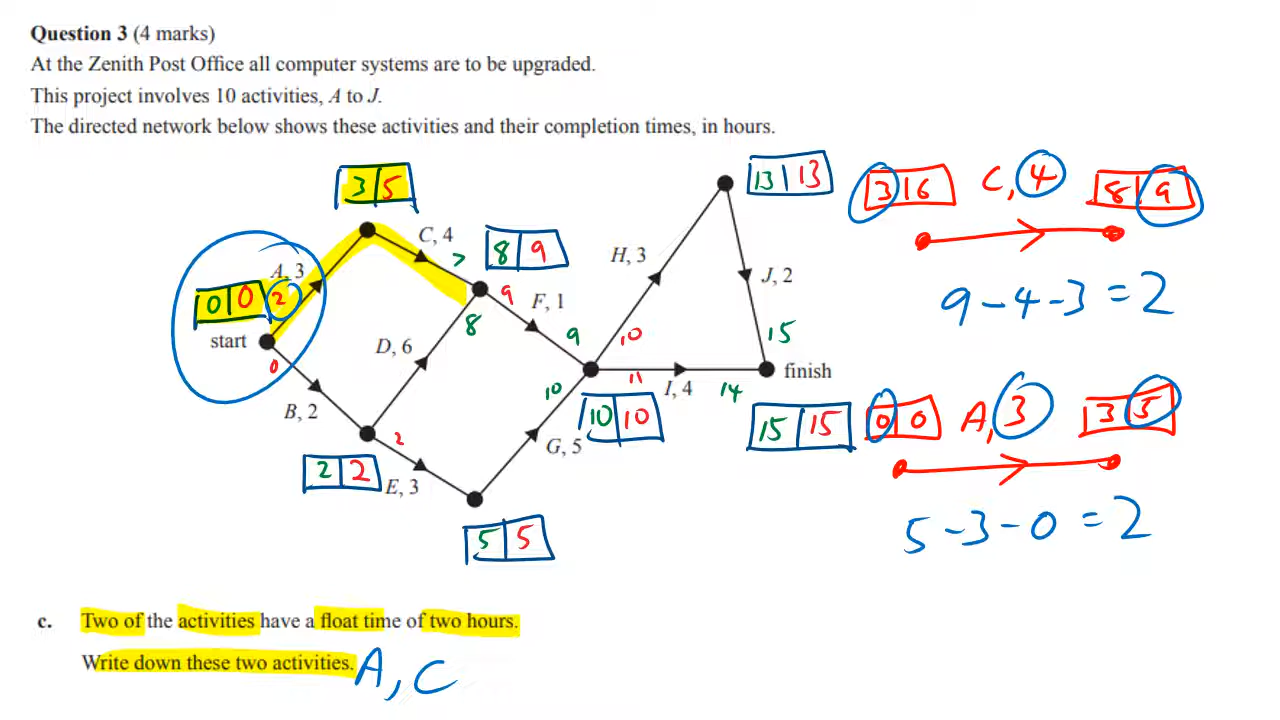 Question 3 (4 marks)
At the Zenith Post Office all computer systems are to be upgraded.
This project involves 10 activities, A to J.
The directed network below shows these activities and their completion times, in hours.
3 | 5
13 | 13
3 | 6 C, 4 8 | 9
9 - 4 - 3 = 2
A, 3
C, 4
7
8 | 9
H, 3
J, 2
0 | 0 2
start
0
9
8
F, 1
9
10
15
D, 6
finish
B, 2
10
11
I, 4
14
2
10 | 10
15 | 15
0 | 0 A, 3 3 | 5
5 - 3 - 0 = 2
2 | 2
E, 3
G, 5
5 | 5
c. Two of the activities have a float time of two hours.
Write down these two activities. A, C